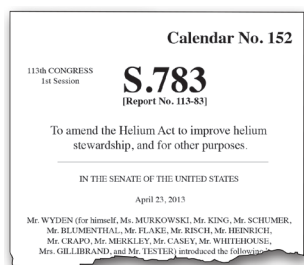 Calendar No. 152
113th CONGRESS
1st Session
S.783
[Report No. 113-83]
To amend the Helium Act to improve helium
stewardship, and for other purposes.
IN THE SENATE OF THE UNITED STATES
April 23, 2013
Mr. WYDEN (for himself, Ms. MURKOWSKI, Mr. KING, Mr. SCHUMER,
Mr. BLUMENTHAL, Mr. FLAKE, Mr. RISCH, Mr. HEINRICH,
Mr. CRAPO, Mr. MERKLEY, Mr. CASEY, Mr. WHITEHOUSE,
Mrs. GILLIBRAND, and Mr. TESTER) introduced the following